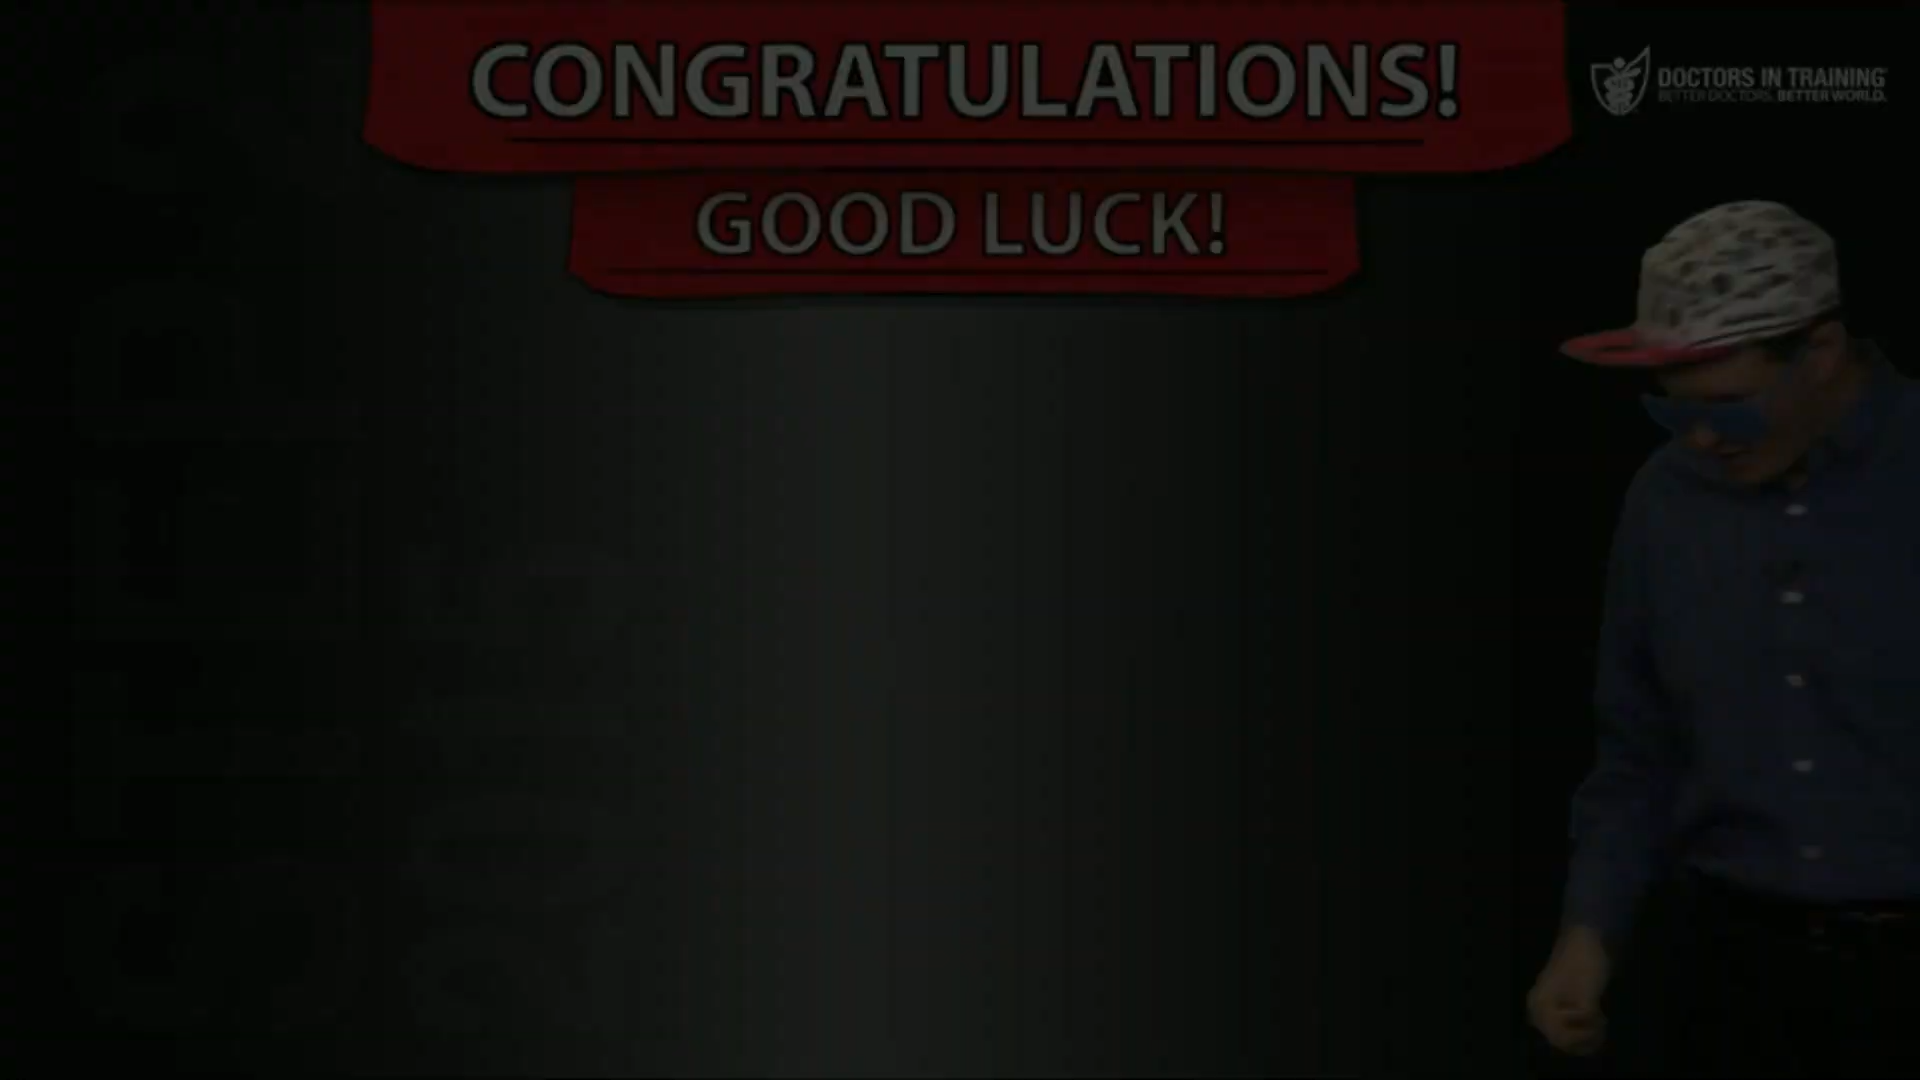 CONGRATULATIONS!
GOOD LUCK!
DOCTORS IN TRAINING
BETTER DOCTORS. BETTER WORLD.